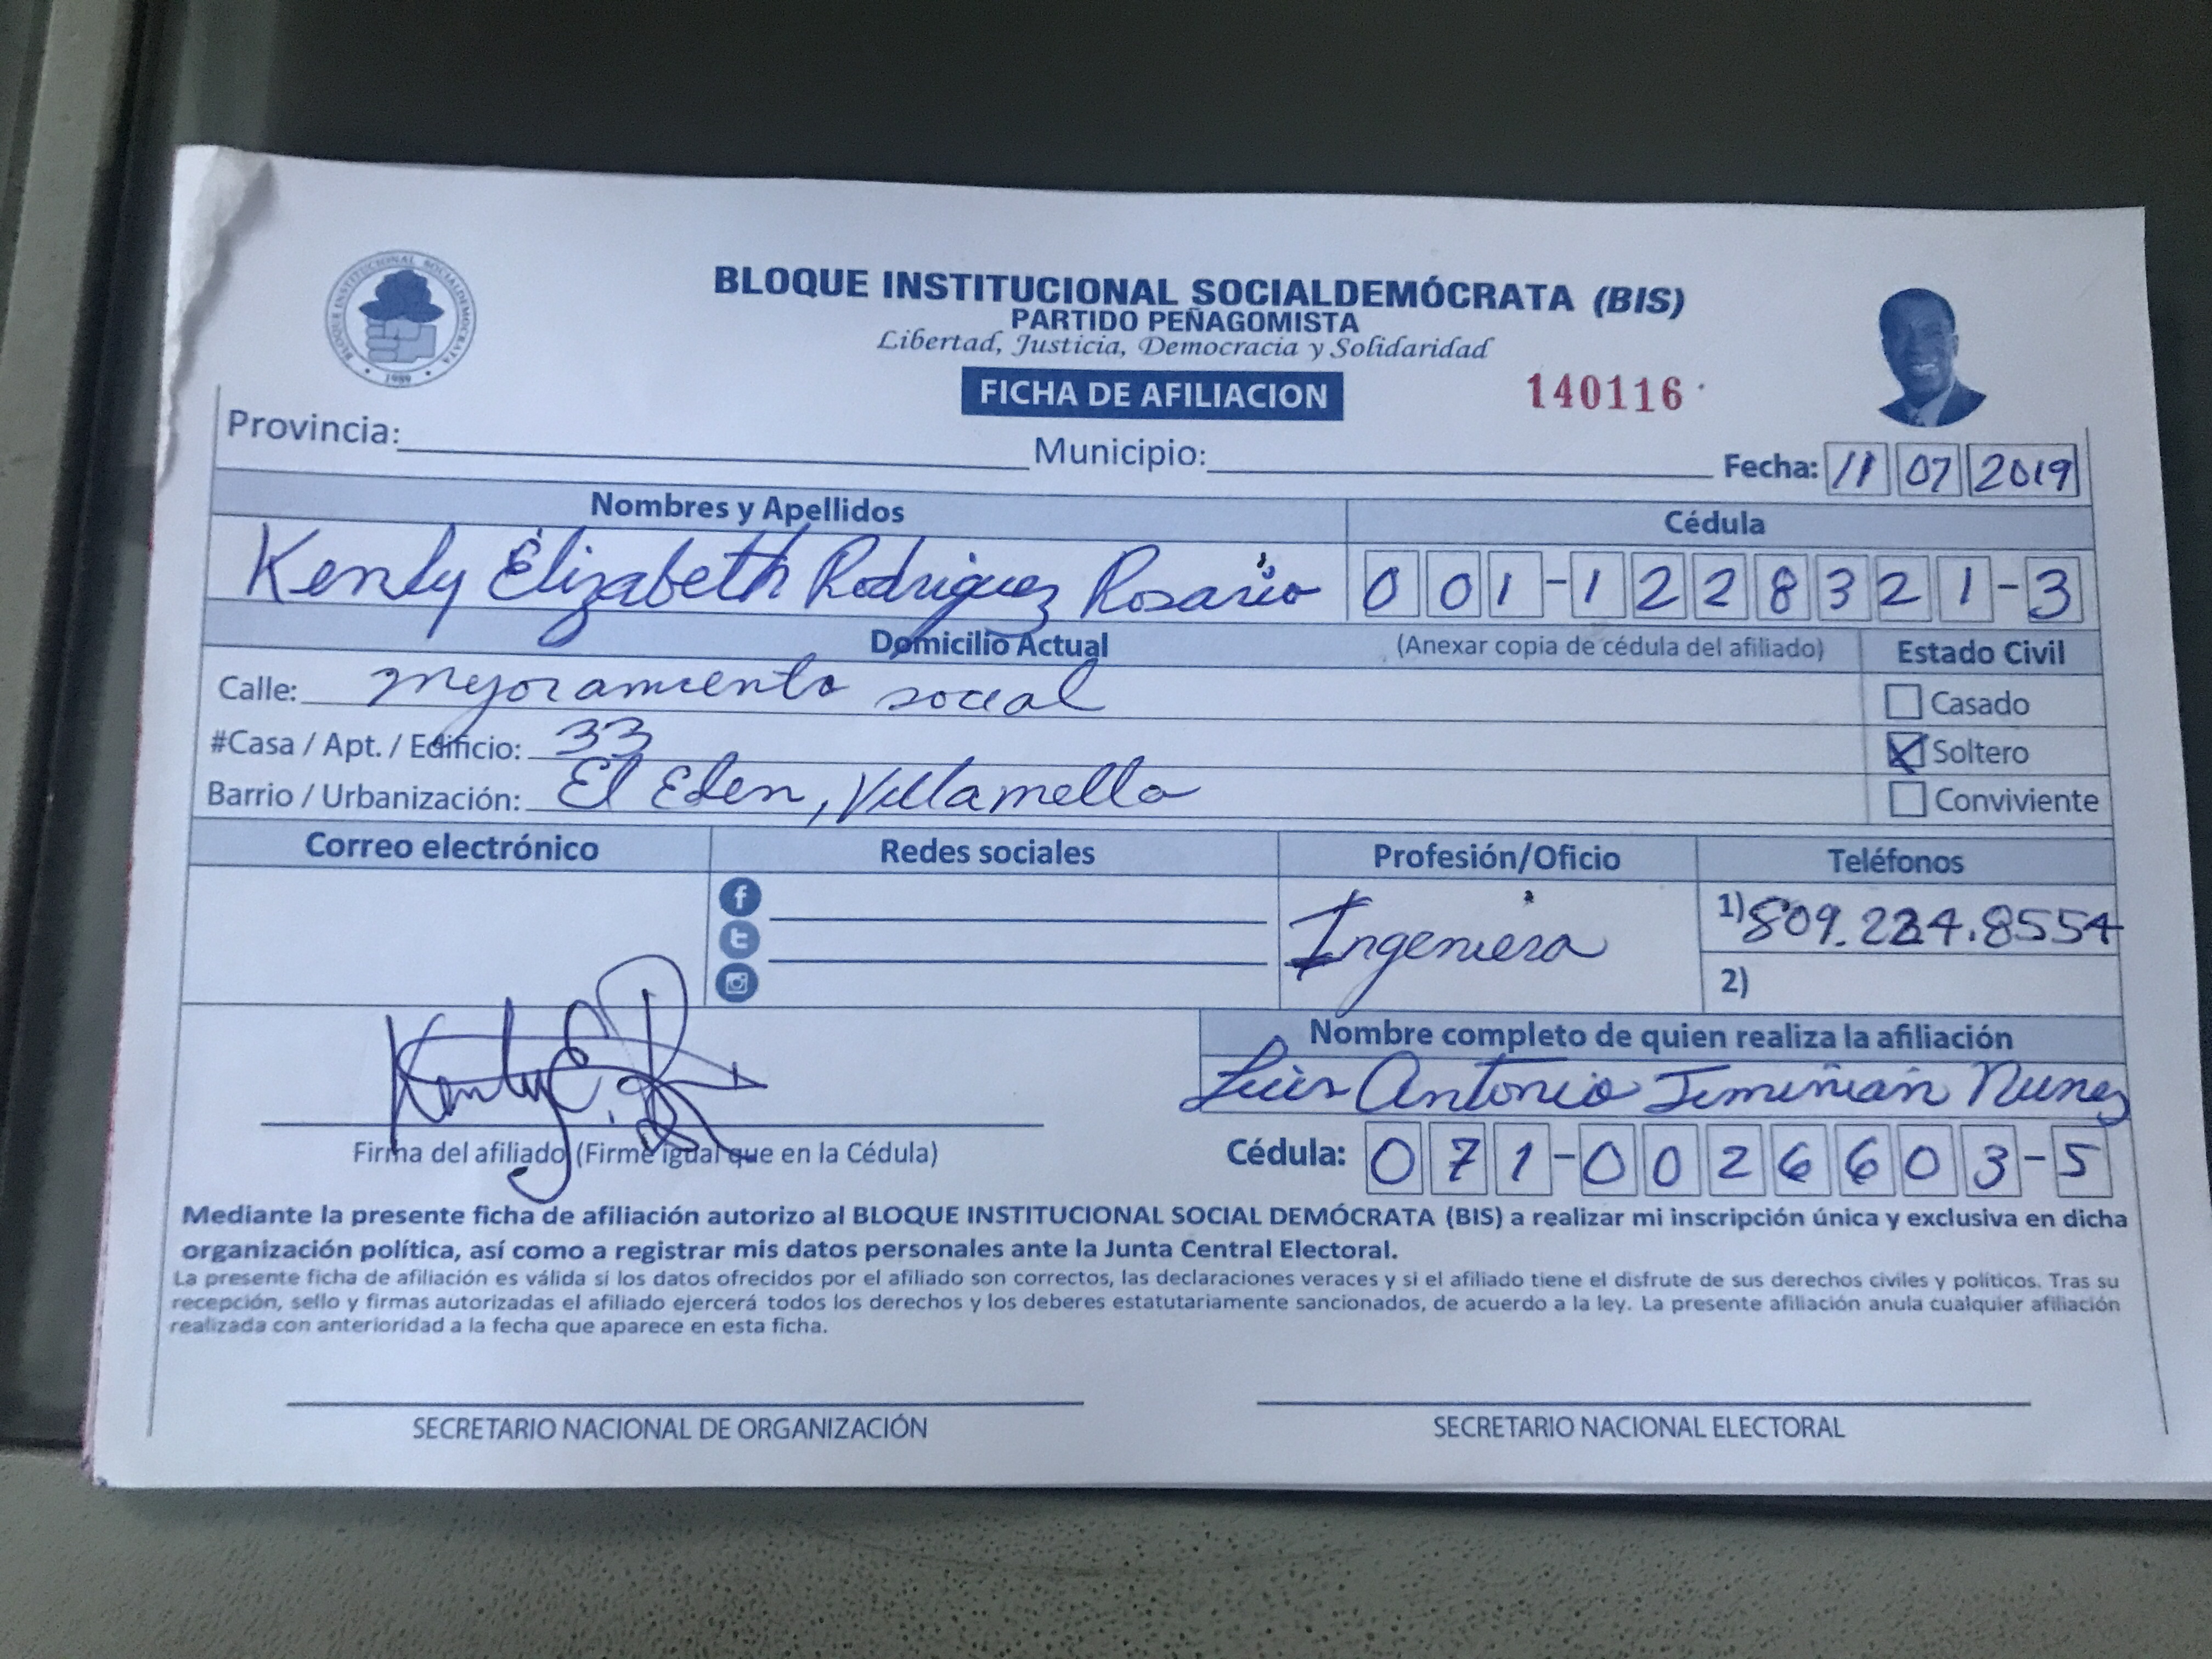 BLOQUE INSTITUCIONAL SOCIALDEMÓCRATA • 1989 •
BLOQUE INSTITUCIONAL SOCIALDEMÓCRATA (BIS)
PARTIDO PEÑAGOMISTA
Libertad, Justicia, Democracia y Solidaridad
FICHA DE AFILIACION 140116
Provincia: Municipio: Fecha: 11 07 2019
Nombres y Apellidos Cédula
Kenly Elizabeth Rodriguez Rosario 001-1228321-3
Domicilio Actual (Anexar copia de cédula del afiliado) Estado Civil
Calle: mejoramiento social Casado
#Casa / Apt. / Edificio: 33 Soltero
Barrio / Urbanización: El Eden, Villa mella Conviviente
Correo electrónico Redes sociales Profesión/Oficio Teléfonos
Ingeniera 1) 809. .8554
2)
Nombre completo de quien realiza la afiliación
Kenly E. R Luis Antonio Nunez
Firma del afiliado (Firme igual que en la Cédula) Cédula: 071-0026603-5
Mediante la presente ficha de afiliación autorizo al BLOQUE INSTITUCIONAL SOCIAL DEMÓCRATA (BIS) a realizar mi inscripción única y exclusiva en dicha
organización política, así como a registrar mis datos personales ante la Junta Central Electoral.
La presente ficha de afiliación es válida si los datos ofrecidos por el afiliado son correctos, las declaraciones veraces y si el afiliado tiene el disfrute de sus derechos civiles y políticos. Tras su
recepción, sello y firmas autorizadas el afiliado ejercerá todos los derechos y los deberes estatutariamente sancionados, de acuerdo a la ley. La presente afiliación anula cualquier afiliación
realizada con anterioridad a la fecha que aparece en esta ficha.
SECRETARIO NACIONAL DE ORGANIZACIÓN SECRETARIO NACIONAL ELECTORAL